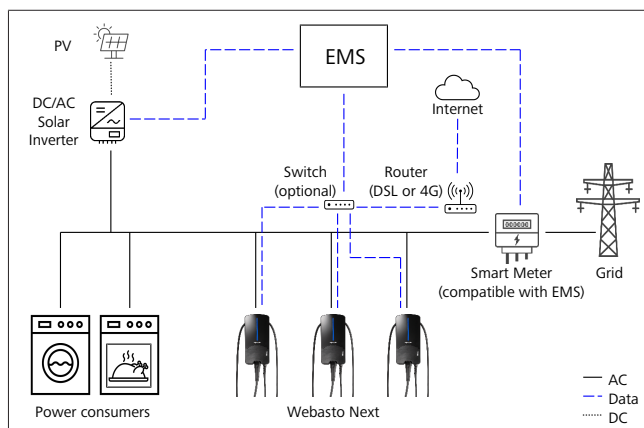 PV
EMS
DC/AC
Solar
Inverter
Internet
Switch
(optional)
Router
(DSL or 4G)
Smart Meter
(compatible with EMS)
Grid
Power consumers
Webasto Next
AC
Data
DC